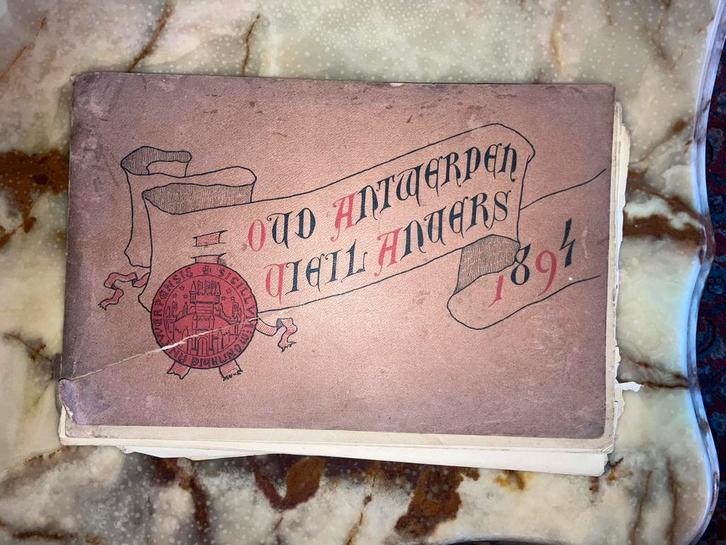 OUD ANTWERPEN
VIEIL ANVERS
1894